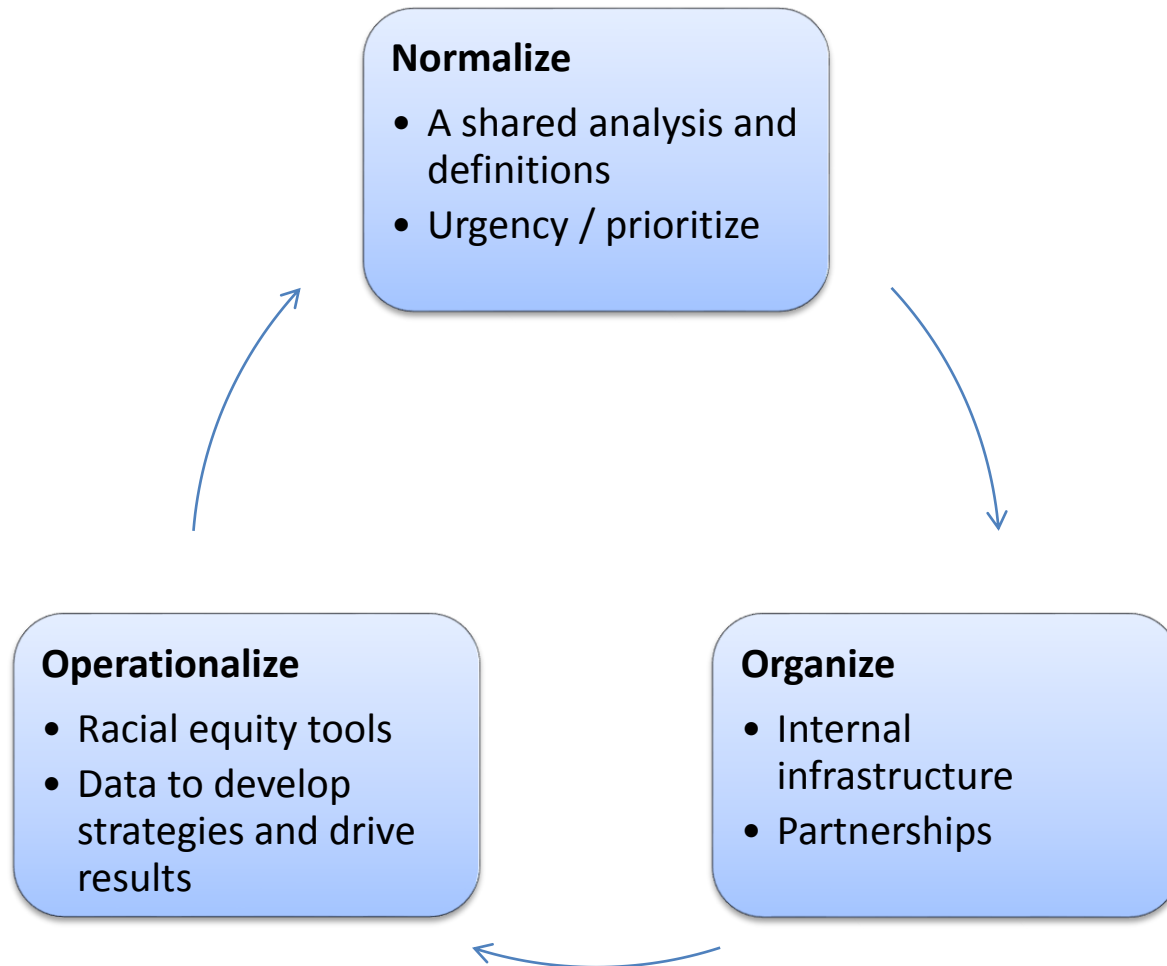 Normalize
• A shared analysis and
definitions
• Urgency / prioritize
Organize
• Internal
infrastructure
• Partnerships
Operationalize
• Racial equity tools
• Data to develop
strategies and drive
results